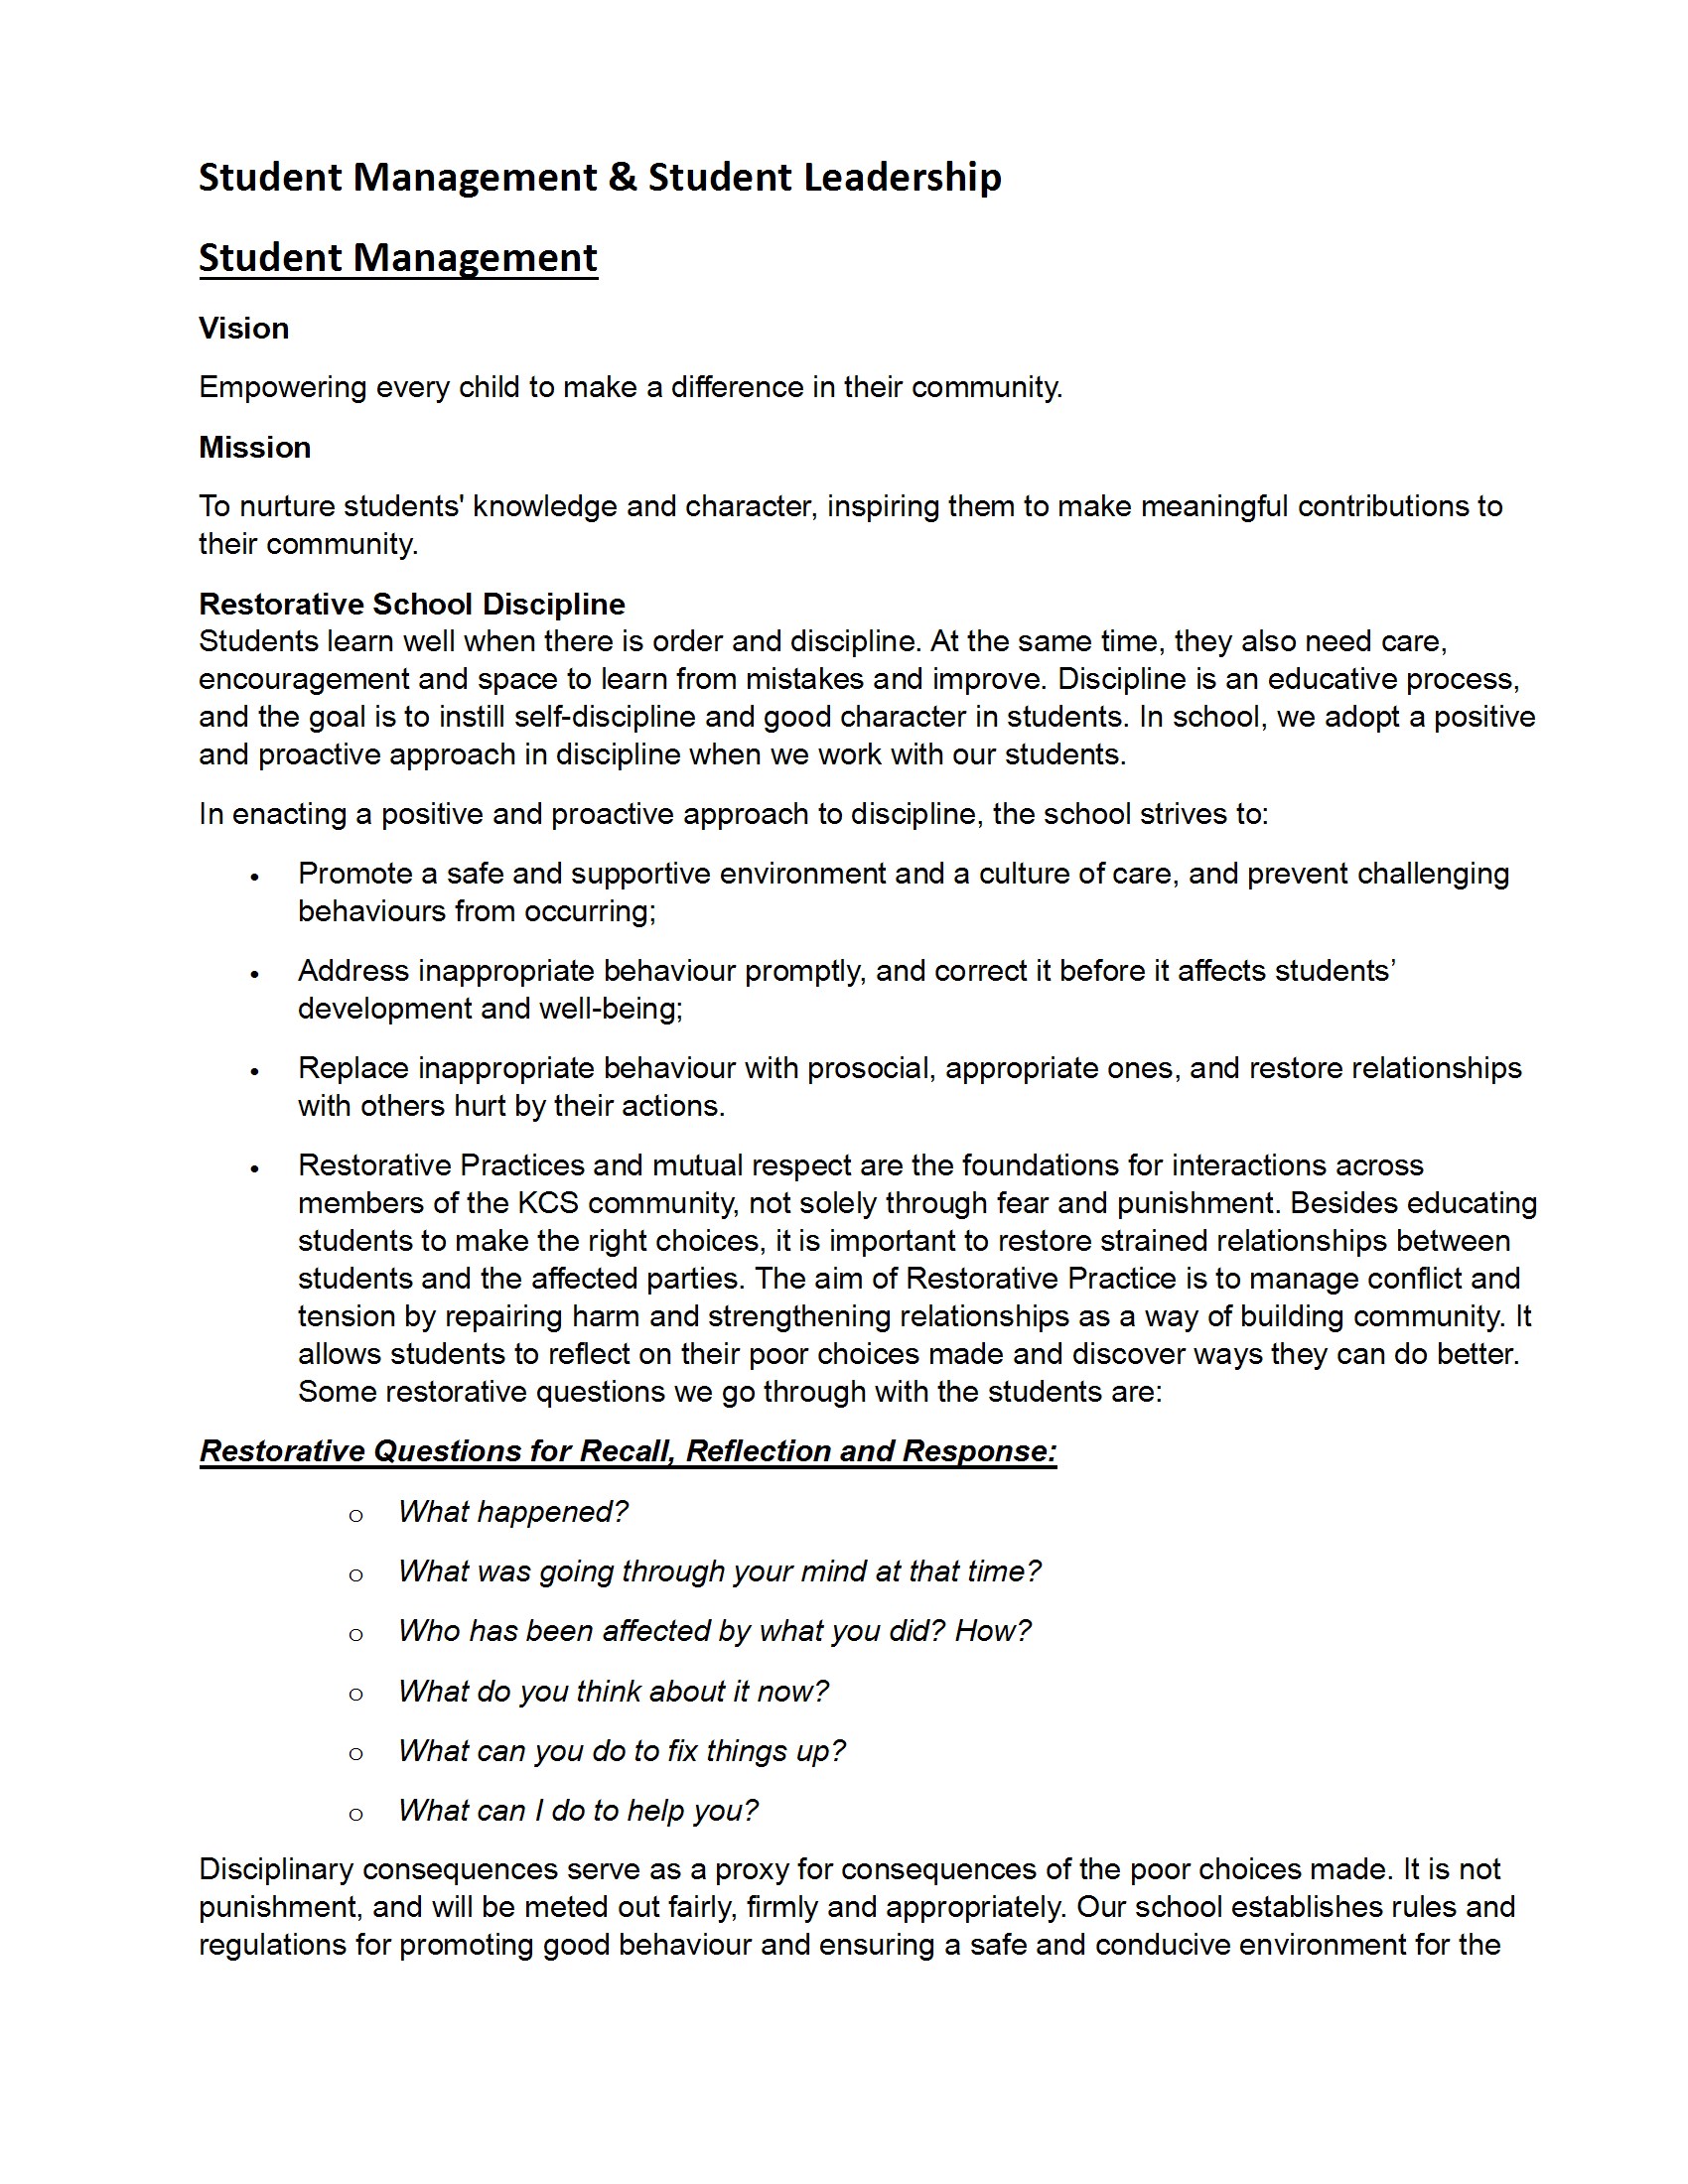 Student Management & Student Leadership
Student Management
Vision
Empowering every child to make a difference in their community.
Mission
To nurture students' knowledge and character, inspiring them to make meaningful contributions to
their community.
Restorative School Discipline
Students learn well when there is order and discipline. At the same time, they also need care,
encouragement and space to learn from mistakes and improve. Discipline is an educative process,
and the goal is to instill self-discipline and good character in students. In school, we adopt a positive
and proactive approach in discipline when we work with our students.
In enacting a positive and proactive approach to discipline, the school strives to:
• Promote a safe and supportive environment and a culture of care, and prevent challenging
behaviours from occurring;
• Address inappropriate behaviour promptly, and correct it before it affects students’
development and well-being;
• Replace inappropriate behaviour with prosocial, appropriate ones, and restore relationships
with others hurt by their actions.
• Restorative Practices and mutual respect are the foundations for interactions across
members of the KCS community, not solely through fear and punishment. Besides educating
students to make the right choices, it is important to restore strained relationships between
students and the affected parties. The aim of Restorative Practice is to manage conflict and
tension by repairing harm and strengthening relationships as a way of building community. It
allows students to reflect on their poor choices made and discover ways they can do better.
Some restorative questions we go through with the students are:
Restorative Questions for Recall, Reflection and Response:
o What happened?
o What was going through your mind at that time?
o Who has been affected by what you did? How?
o What do you think about it now?
o What can you do to fix things up?
o What can I do to help you?
Disciplinary consequences serve as a proxy for consequences of the poor choices made. It is not
punishment, and will be meted out fairly, firmly and appropriately. Our school establishes rules and
regulations for promoting good behaviour and ensuring a safe and conducive environment for the